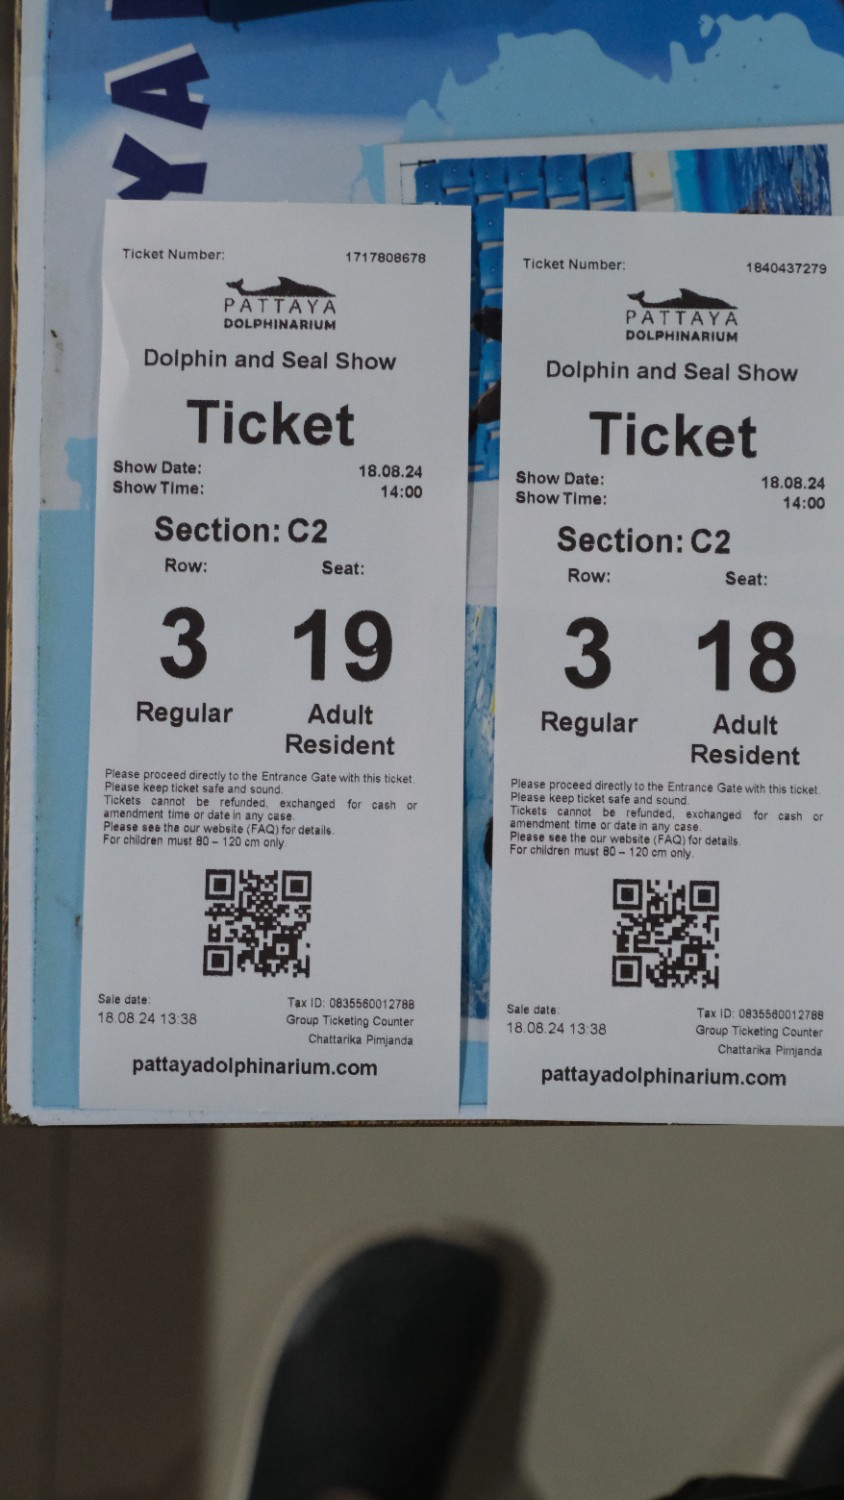 YA
Ticket Number: 1717808678
PATTAYA
DOLPHINARIUM
Dolphin and Seal Show
Ticket
Show Date: 18.08.24
Show Time: 14:00
Section: C2
Row: Seat:
3 19
Regular Adult
Resident
Please proceed directly to the Entrance Gate with this ticket.
Please keep ticket safe and sound.
Tickets cannot be refunded, exchanged for cash or
amendment time or date in any case.
Please see the our website (FAQ) for details.
For children must 80 – 120 cm only.
Sale date: Tax ID: 0835560012788
18.08.24 13:38 Group Ticketing Counter
Chattarika Pimjanda
pattayadolphinarium.com
Ticket Number: 1840437279
PATTAYA
DOLPHINARIUM
Dolphin and Seal Show
Ticket
Show Date: 18.08.24
Show Time: 14:00
Section: C2
Row: Seat:
3 18
Regular Adult
Resident
Please proceed directly to the Entrance Gate with this ticket.
Please keep ticket safe and sound.
Tickets cannot be refunded, exchanged for cash or
amendment time or date in any case.
Please see the our website (FAQ) for details.
For children must 80 – 120 cm only.
Sale date: Tax ID: 0835560012788
18.08.24 13:38 Group Ticketing Counter
Chattarika Pimjanda
pattayadolphinarium.com